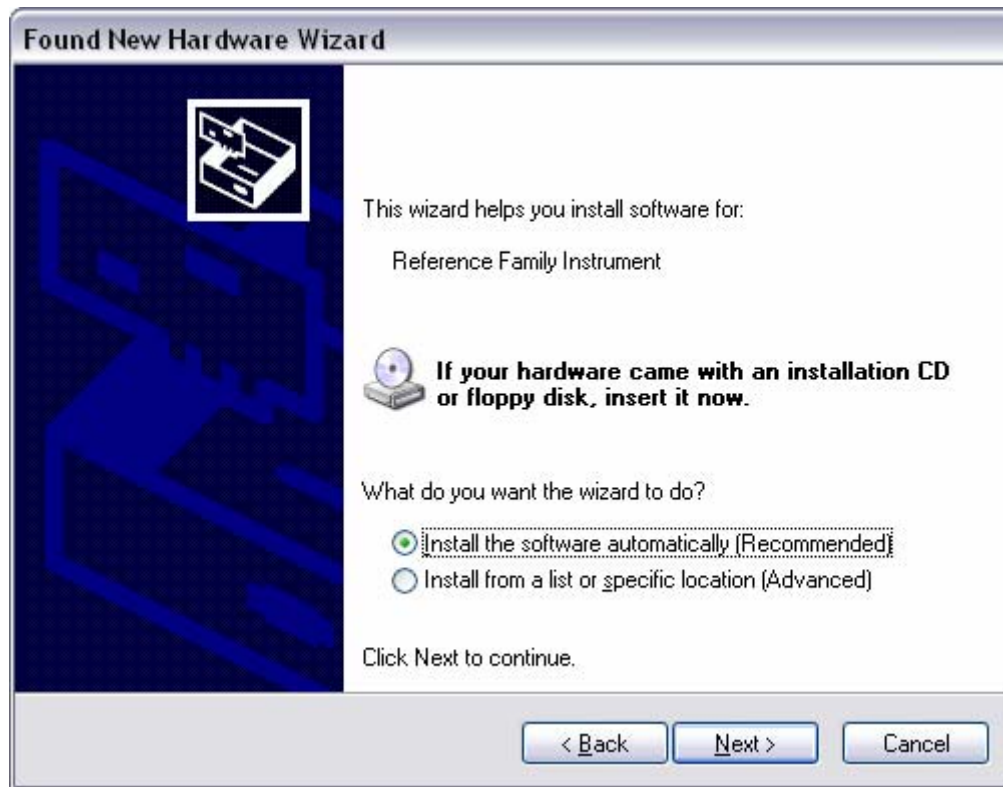 Found New Hardware Wizard
This wizard helps you install software for:
Reference Family Instrument
If your hardware came with an installation CD
or floppy disk, insert it now.
What do you want the wizard to do?
Install the software automatically (Recommended)
Install from a list or specific location (Advanced)
Click Next to continue.
< Back
Next >
Cancel